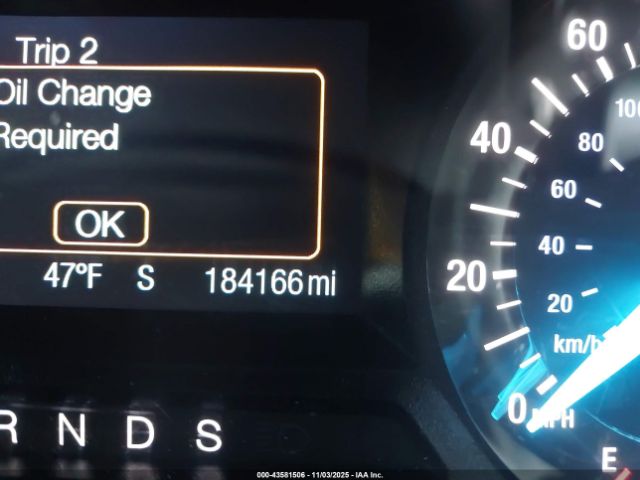 Trip 2
Oil Change
Required
OK
47°F S 184166 mi
R N D S
60
40
20
0 MPH
100
80
60
40
20
km/h
E
000-43581506 - 11/03/2025 - IAA Inc.